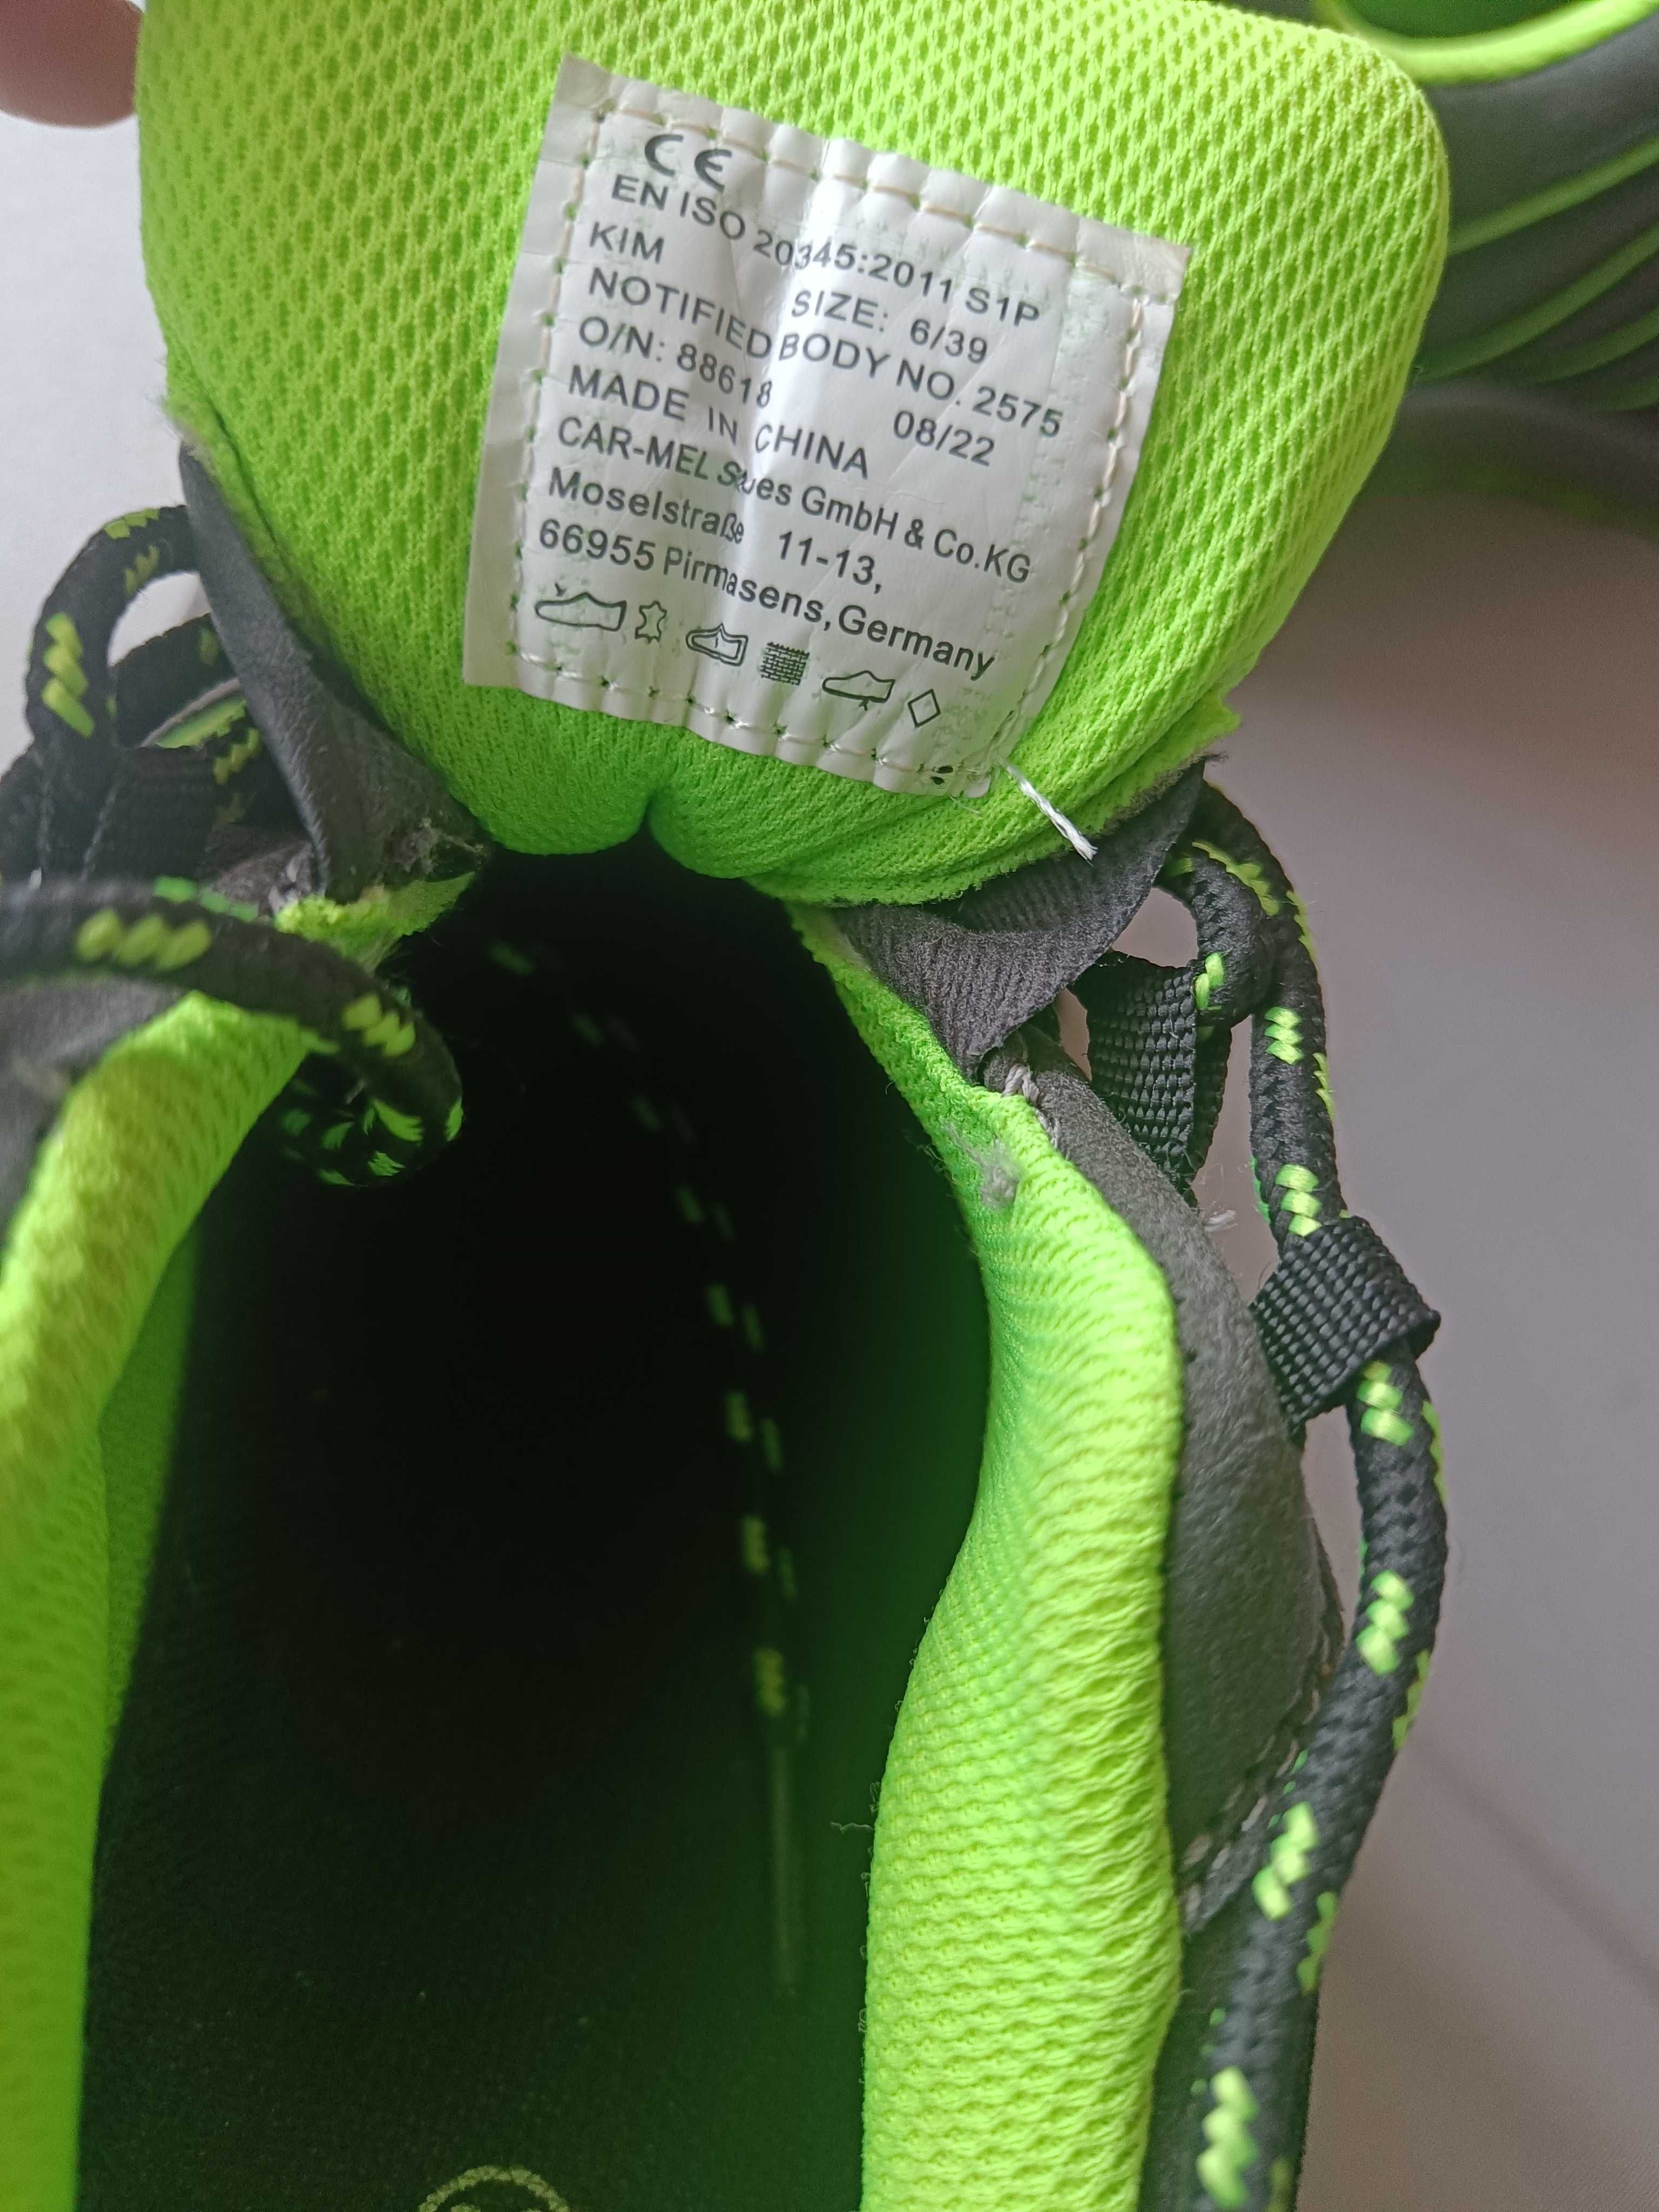 CE
EN ISO 20345:2011 S1P
KIM SIZE: 6/39
NOTIFIED BODY NO. 2575
O/N: 88618 08/22
MADE IN CHINA
CAR-MEL Shoes GmbH & Co.KG
Moselstraße 11-13,
66955 Pirmasens,Germany